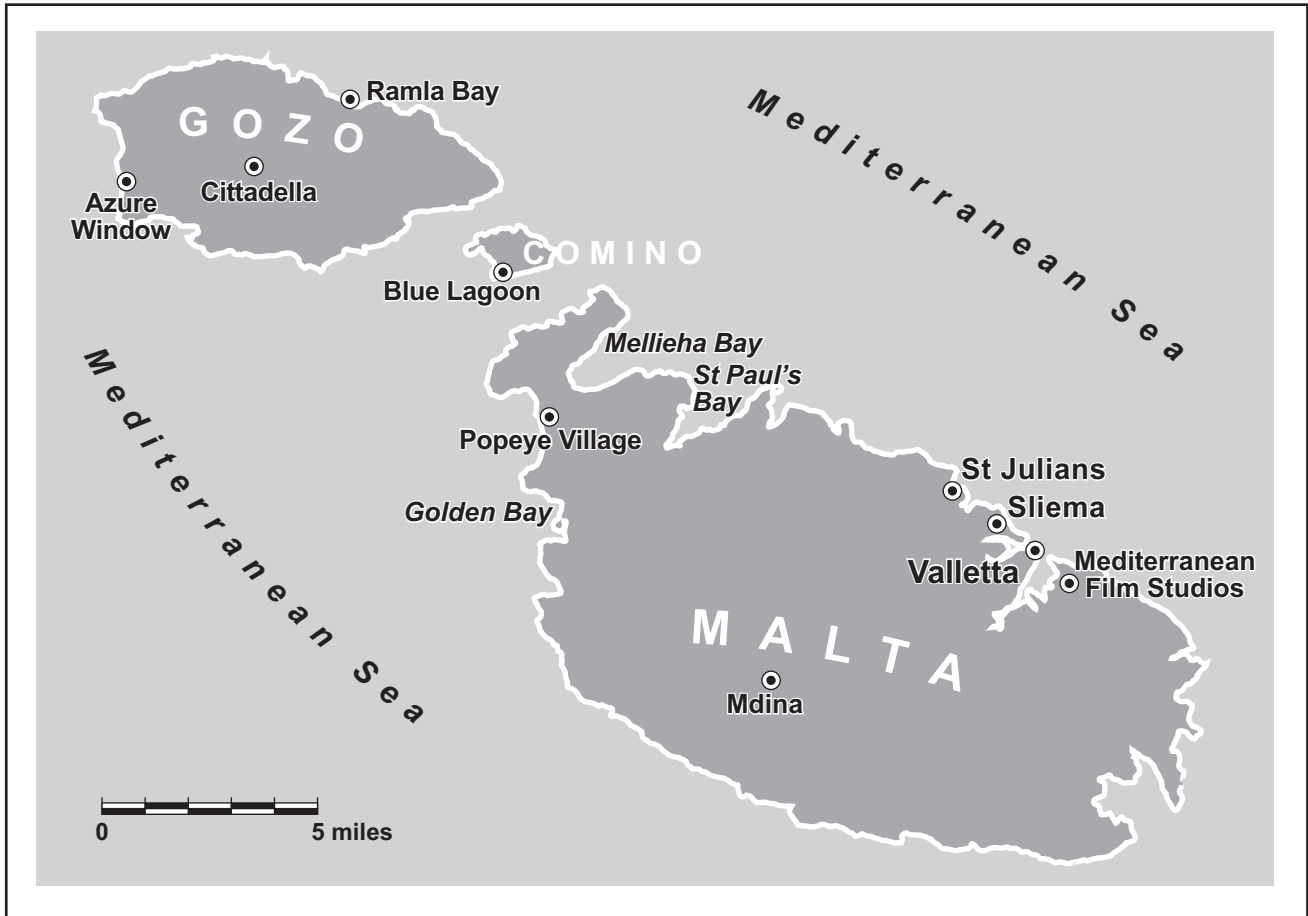 Ramla Bay
GOZO
Cittadella
Azure
Window
Mediterranean Sea
COMINO
Blue Lagoon
Mellieha Bay
St Paul’s
Bay
Popeye Village
Golden Bay
Mediterranean Sea
St Julians
Sliema
Valletta
Mediterranean
Film Studios
MALTA
Mdina
0 5 miles